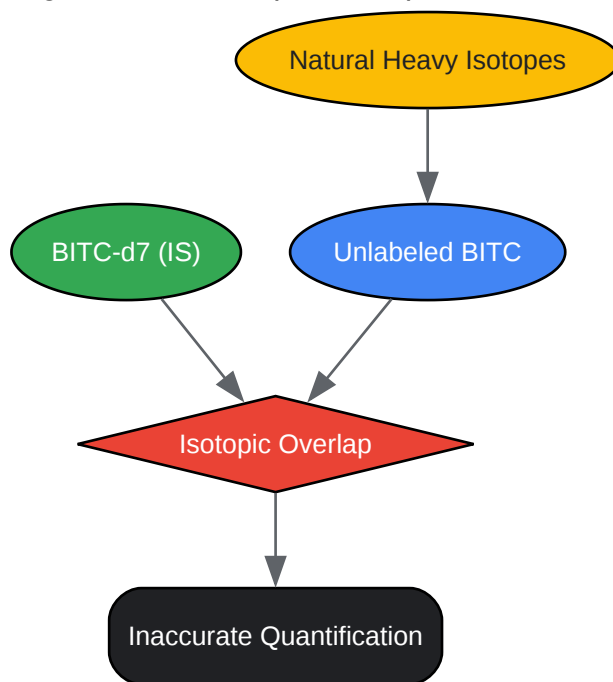 Natural Heavy Isotopes
BITC-d7 (IS)
Unlabeled BITC
Isotopic Overlap
Inaccurate Quantification